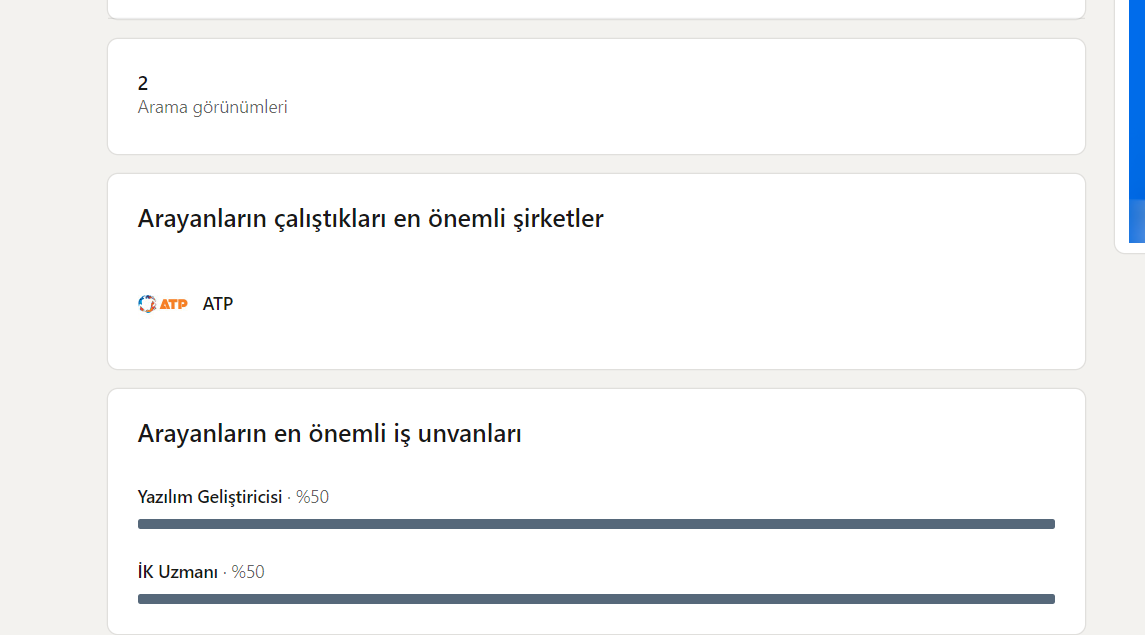 2
Arama görünümleri
Arayanların çalıştıkları en önemli şirketler
ATP ATP
Arayanların en önemli iş unvanları
Yazılım Geliştiricisi · %50
İK Uzmanı · %50